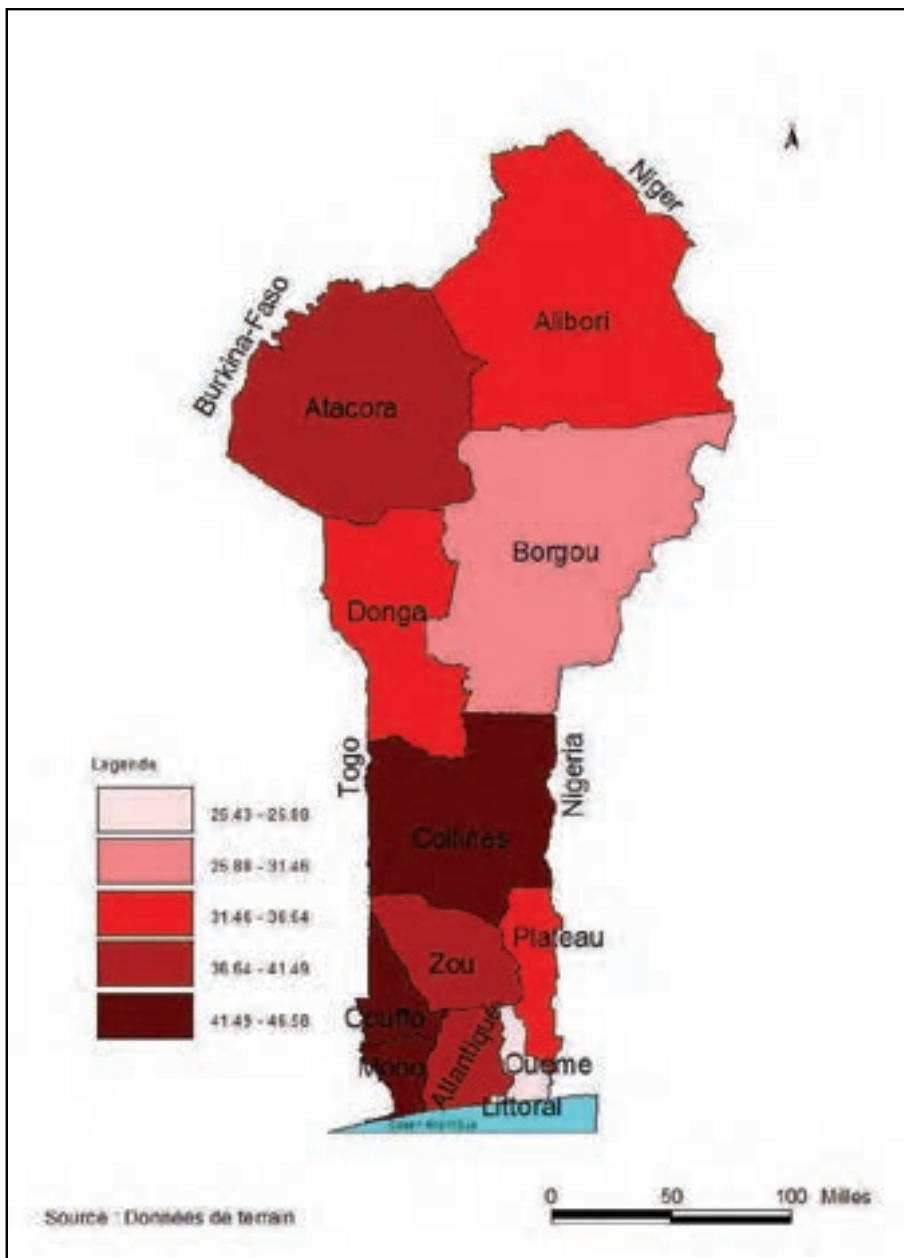 Niger
Alibori
Burkina-Faso
Atacora
Borgou
Donga
Togo
Nigeria
Legende
25.43 - 25.88
25.88 - 31.46
31.46 - 36.64
36.64 - 41.49
41.49 - 46.58
Collines
Plateau
Zou
Couffo
Mono
Atlantique
Oueme
Littoral
0 50 100 Milles
Source : Données de terrain